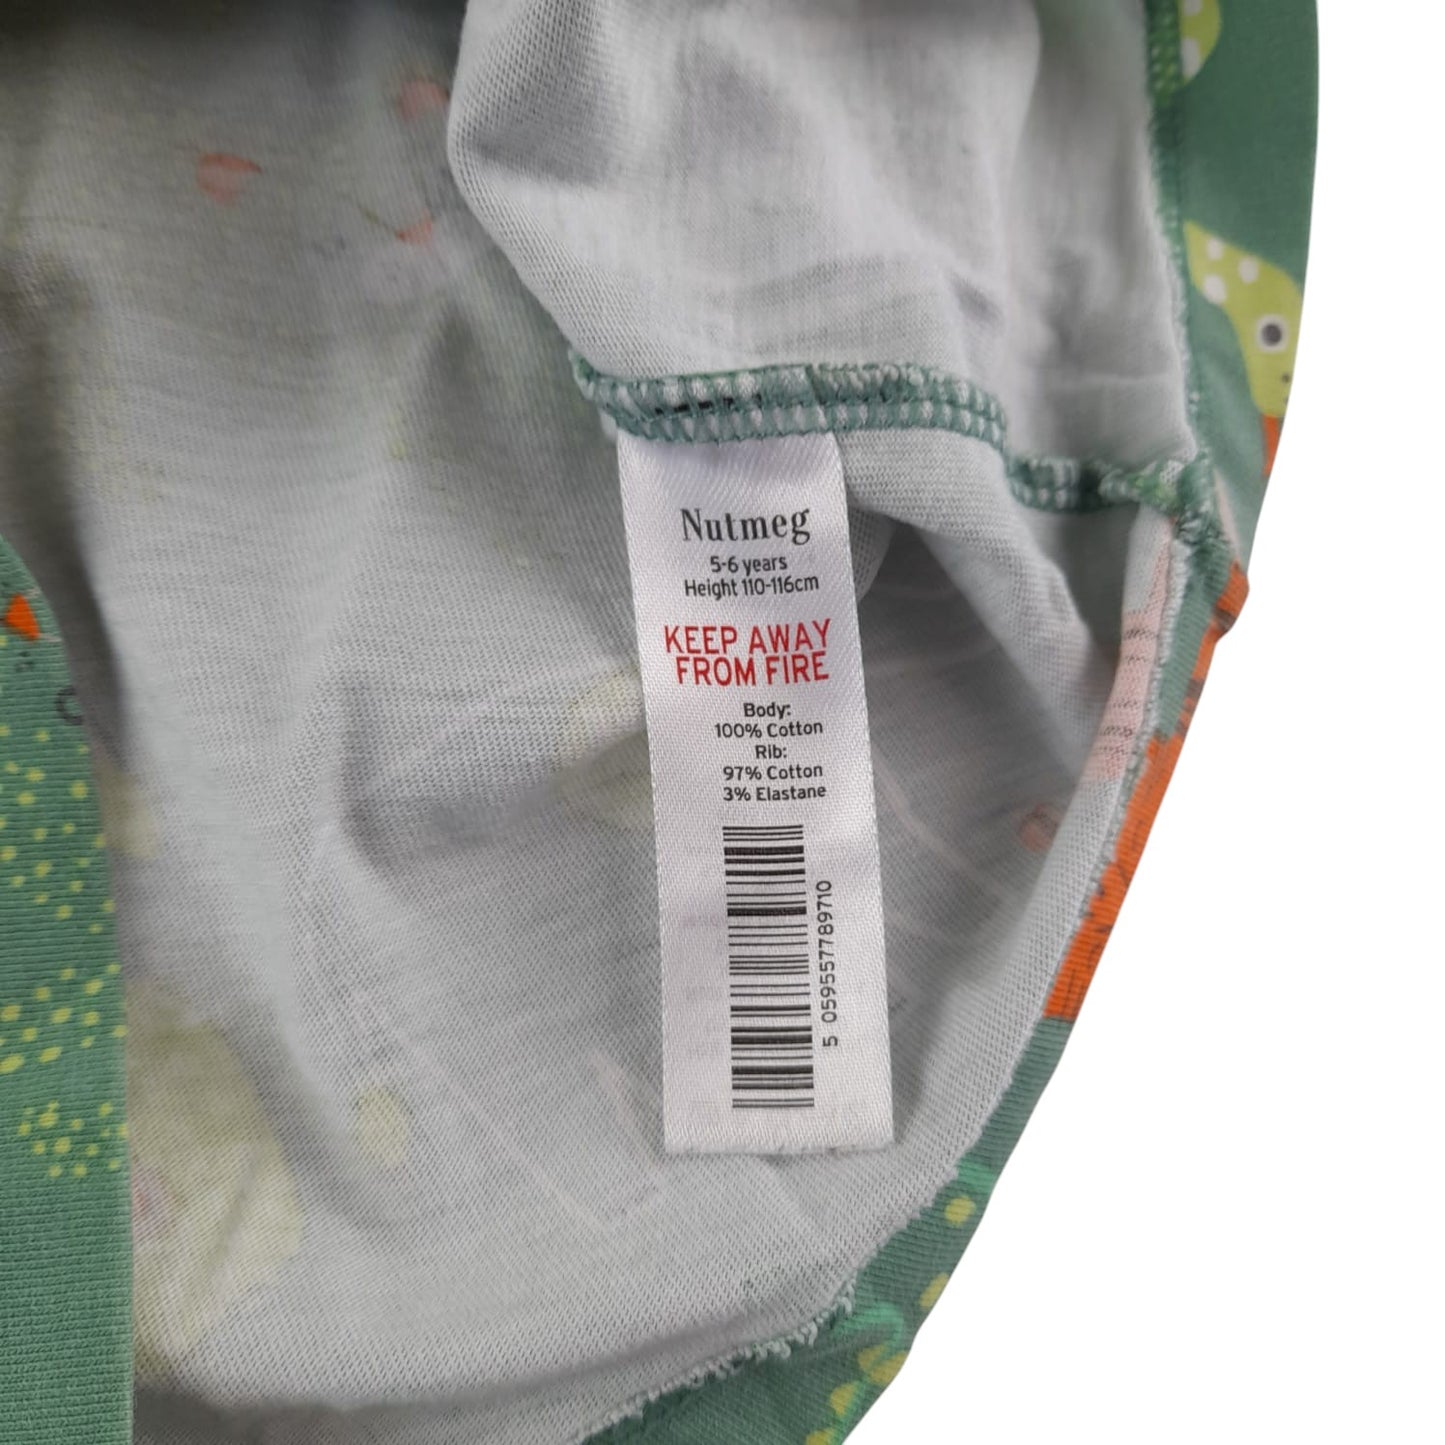 Nutmeg
5-6 years
Height 110-116cm
KEEP AWAY
FROM FIRE
Body:
100% Cotton
Rib:
97% Cotton
3% Elastane
5 059557789710